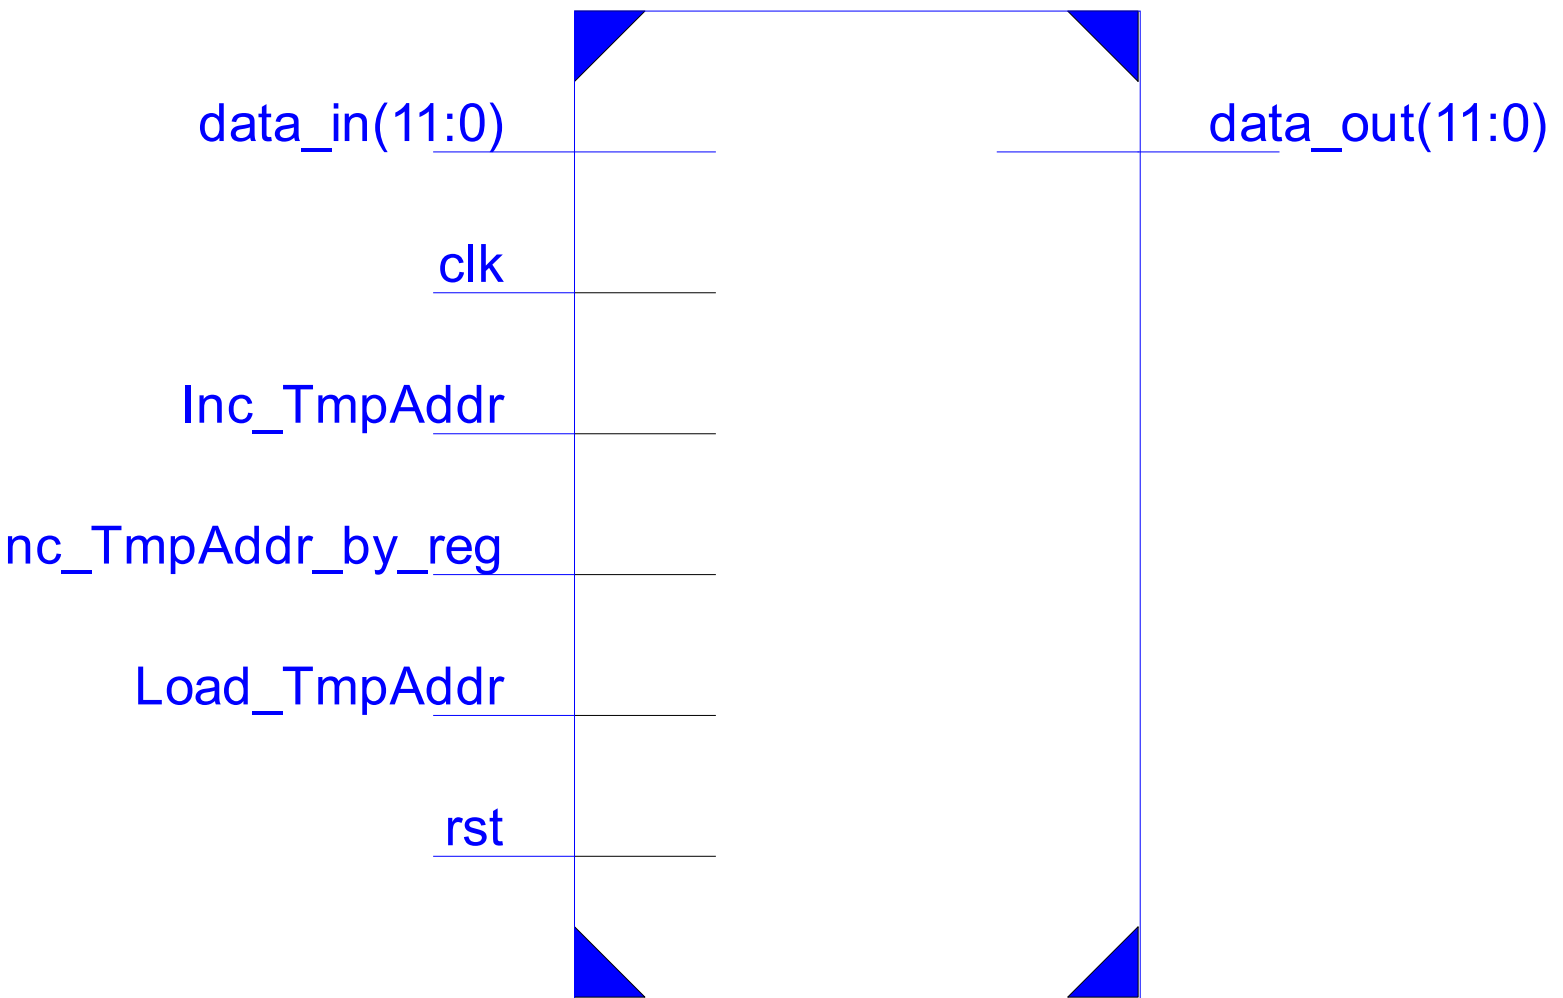 data_in(11:0)
data_out(11:0)
clk
Inc_TmpAddr
nc_TmpAddr_by_reg
Load_TmpAddr
rst